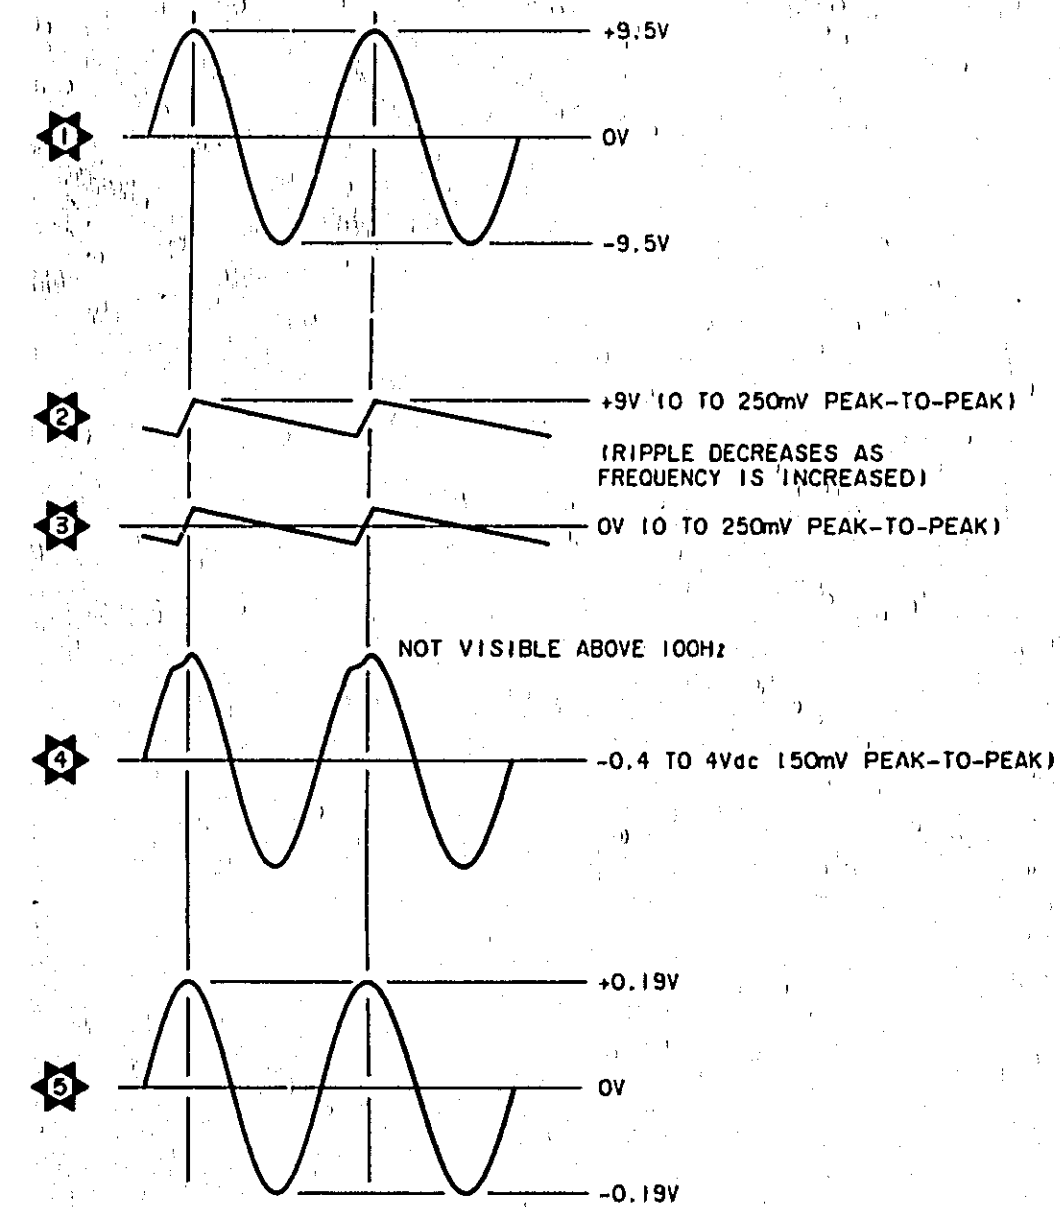 +9.5V
1
0V
-9.5V
2
+9V (0 TO 250mV PEAK-TO-PEAK)
(RIPPLE DECREASES AS
FREQUENCY IS INCREASED)
3
0V (0 TO 250mV PEAK-TO-PEAK)
NOT VISIBLE ABOVE 100Hz
4
-0.4 TO 4Vdc (50mV PEAK-TO-PEAK)
+0.19V
5
0V
-0.19V